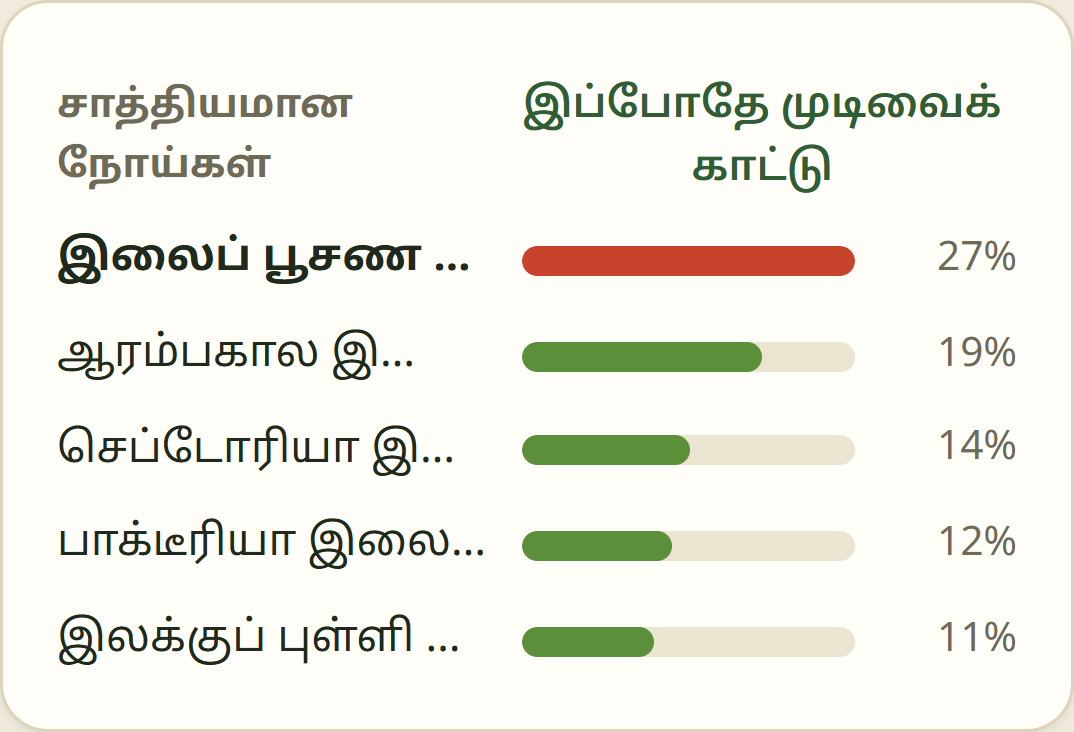 சாத்தியமான
நோய்கள்
இப்போதே முடிவைக்
காட்டு
இலைப் பூசண ... 27%
ஆரம்பகால இ... 19%
செப்டோரியா இ... 14%
பாக்டீரியா இலை... 12%
இலக்குப் புள்ளி ... 11%